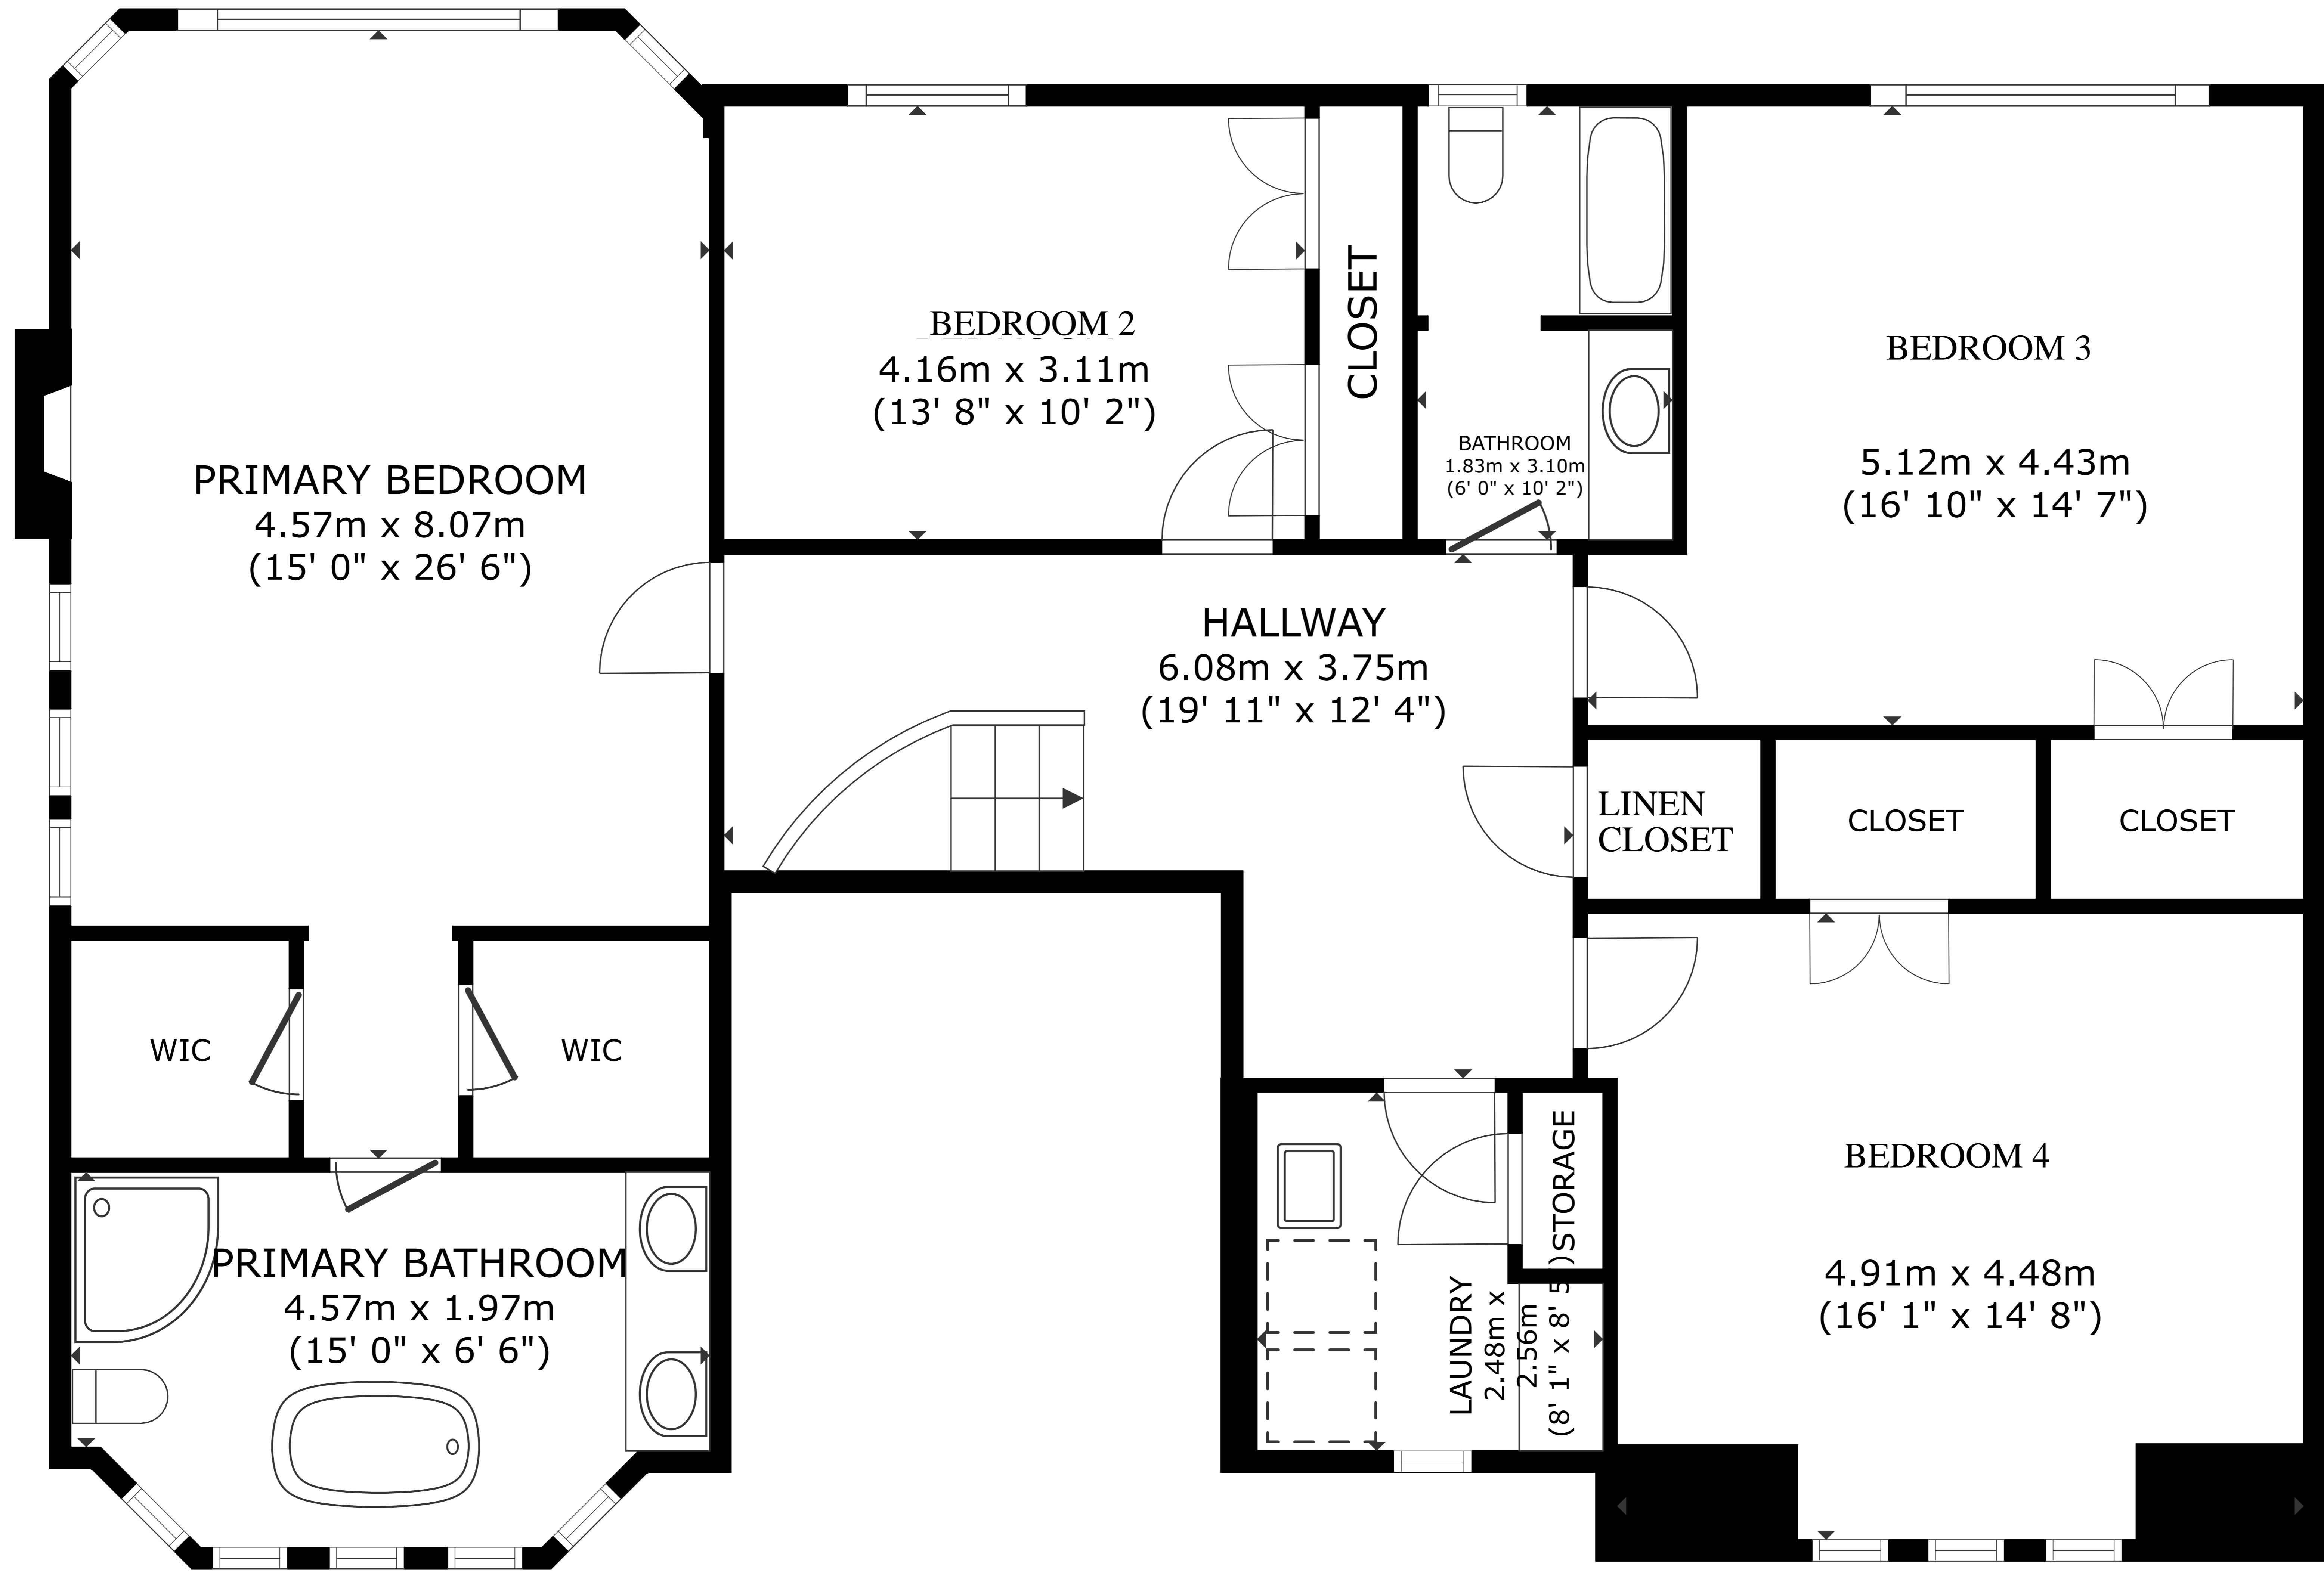 PRIMARY BEDROOM
4.57m x 8.07m
(15' 0" x 26' 6")
BEDROOM 2
4.16m x 3.11m
(13' 8" x 10' 2")
CLOSET
BATHROOM
1.83m x 3.10m
(6' 0" x 10' 2")
BEDROOM 3
5.12m x 4.43m
(16' 10" x 14' 7")
HALLWAY
6.08m x 3.75m
(19' 11" x 12' 4")
LINEN
CLOSET
CLOSET
CLOSET
WIC
WIC
PRIMARY BATHROOM
4.57m x 1.97m
(15' 0" x 6' 6")
STORAGE
LAUNDRY
2.48m x
2.56m
(8' 1" x 8' 5")
BEDROOM 4
4.91m x 4.48m
(16' 1" x 14' 8")